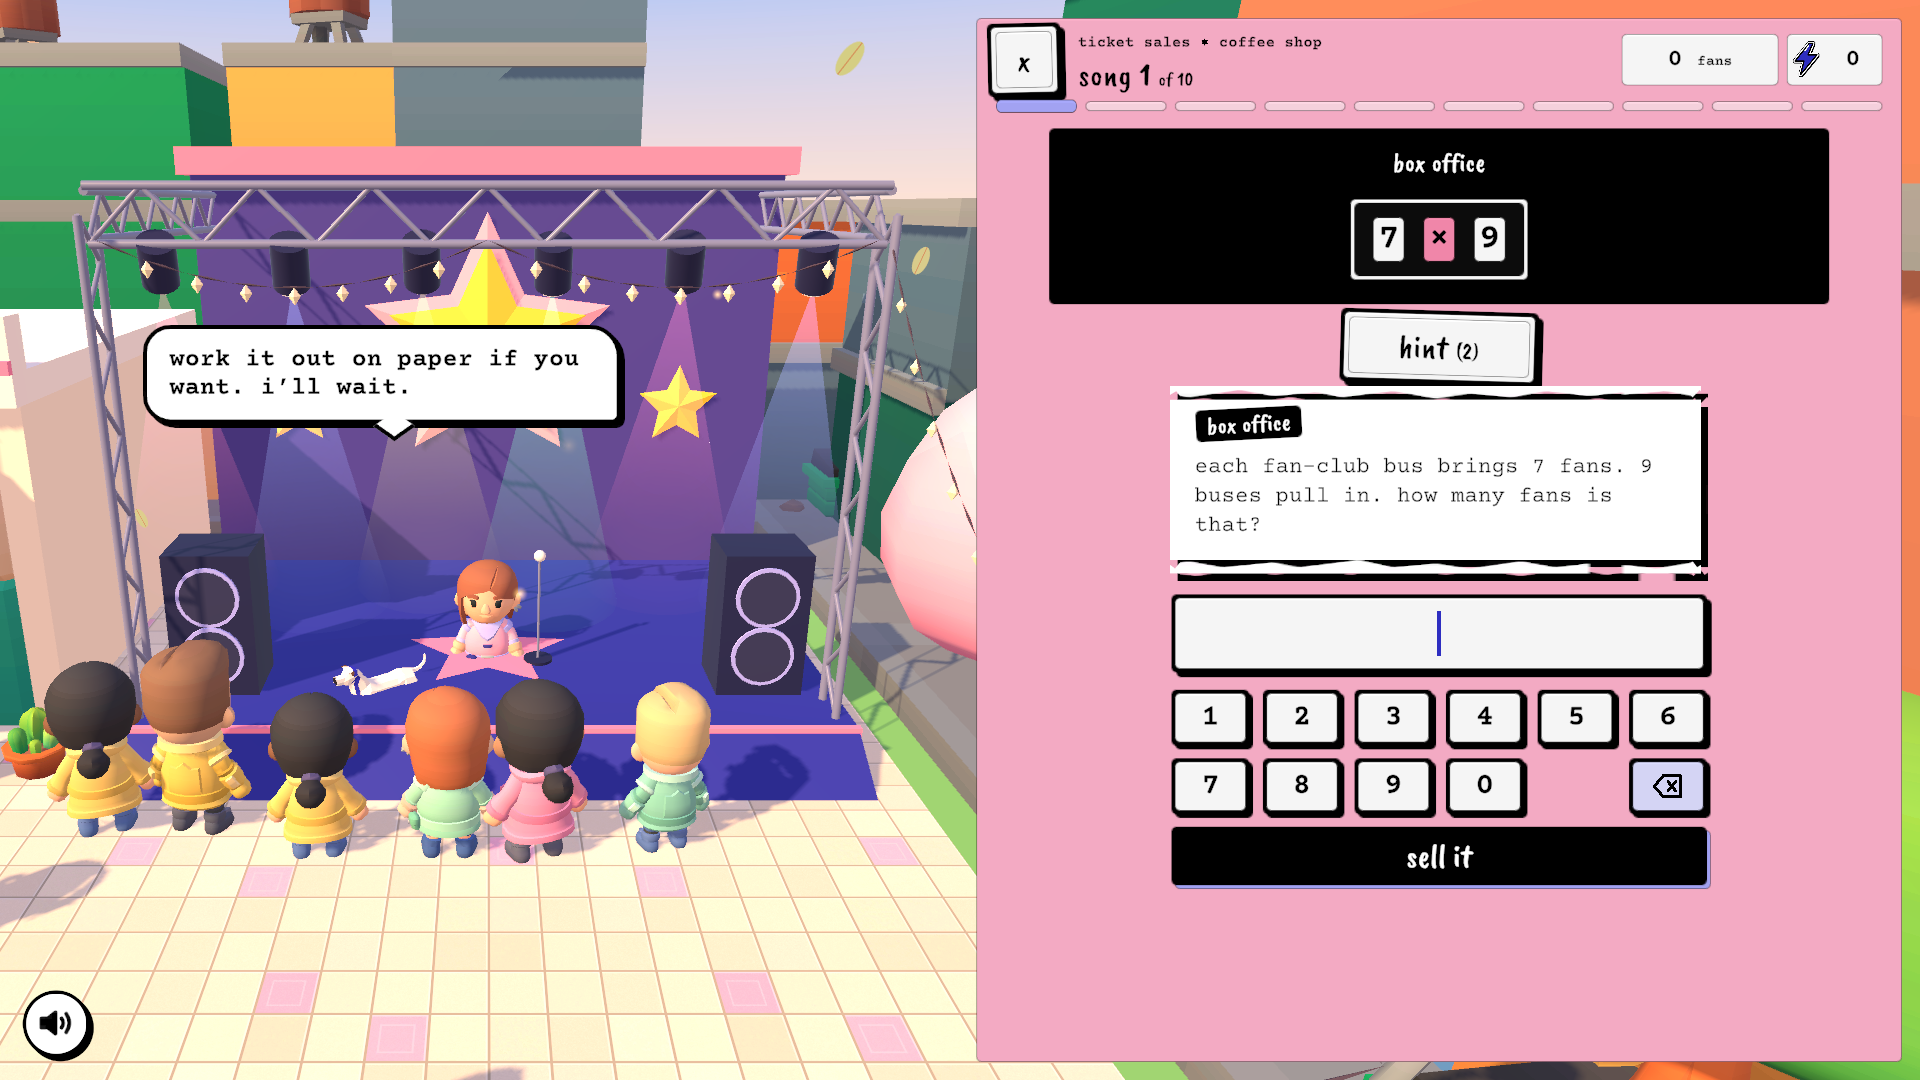 work it out on paper if you
want. i'll wait.
x
ticket sales * coffee shop
song 1 of 10
0 fans
0
box office
7 × 9
hint (2)
box office
each fan-club bus brings 7 fans. 9
buses pull in. how many fans is
that?
1 2 3 4 5 6
7 8 9 0
sell it